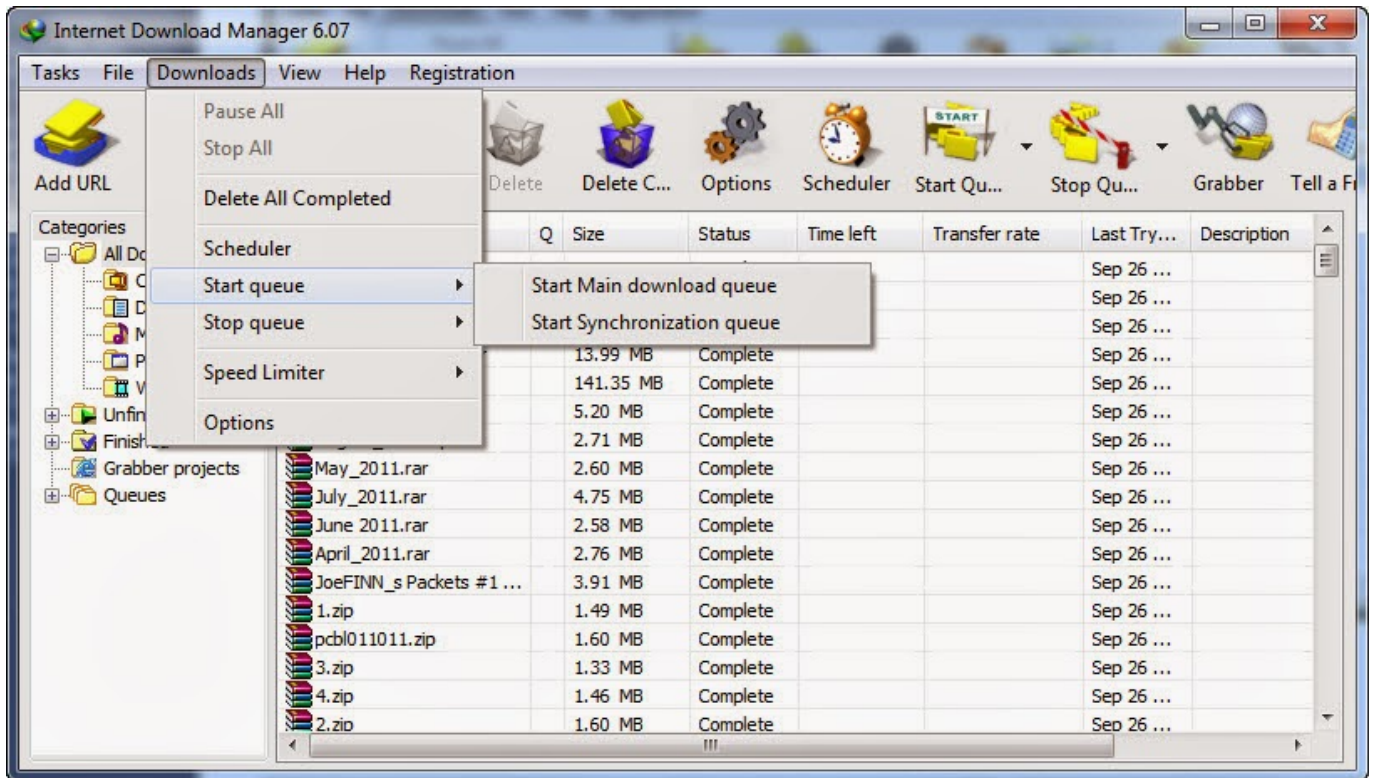 Internet Download Manager 6.07
Tasks File Downloads View Help Registration
Pause All
Stop All
Delete All Completed
Scheduler
Start queue
Stop queue
Speed Limiter
Options
Start Main download queue
Start Synchronization queue
Add URL Delete Delete C... Options Scheduler Start Qu... Stop Qu... Grabber Tell a
START
Categories
All
Grabber projects
Queues
Q Size Status Time left Transfer rate Last Try... Description
Sep 26 ...
Sep 26 ...
Sep 26 ...
13.99 MB Complete Sep 26 ...
141.35 MB Complete Sep 26 ...
5.20 MB Complete Sep 26 ...
2.71 MB Complete Sep 26 ...
May_2011.rar 2.60 MB Complete Sep 26 ...
July_2011.rar 4.75 MB Complete Sep 26 ...
June 2011.rar 2.58 MB Complete Sep 26 ...
April_2011.rar 2.76 MB Complete Sep 26 ...
JoeFINN_s Packets #1 ... 3.91 MB Complete Sep 26 ...
1.zip 1.49 MB Complete Sep 26 ...
pcbl011011.zip 1.60 MB Complete Sep 26 ...
3.zip 1.33 MB Complete Sep 26 ...
4.zip 1.46 MB Complete Sep 26 ...
2.zip 1.60 MB Complete Sep 26 ...